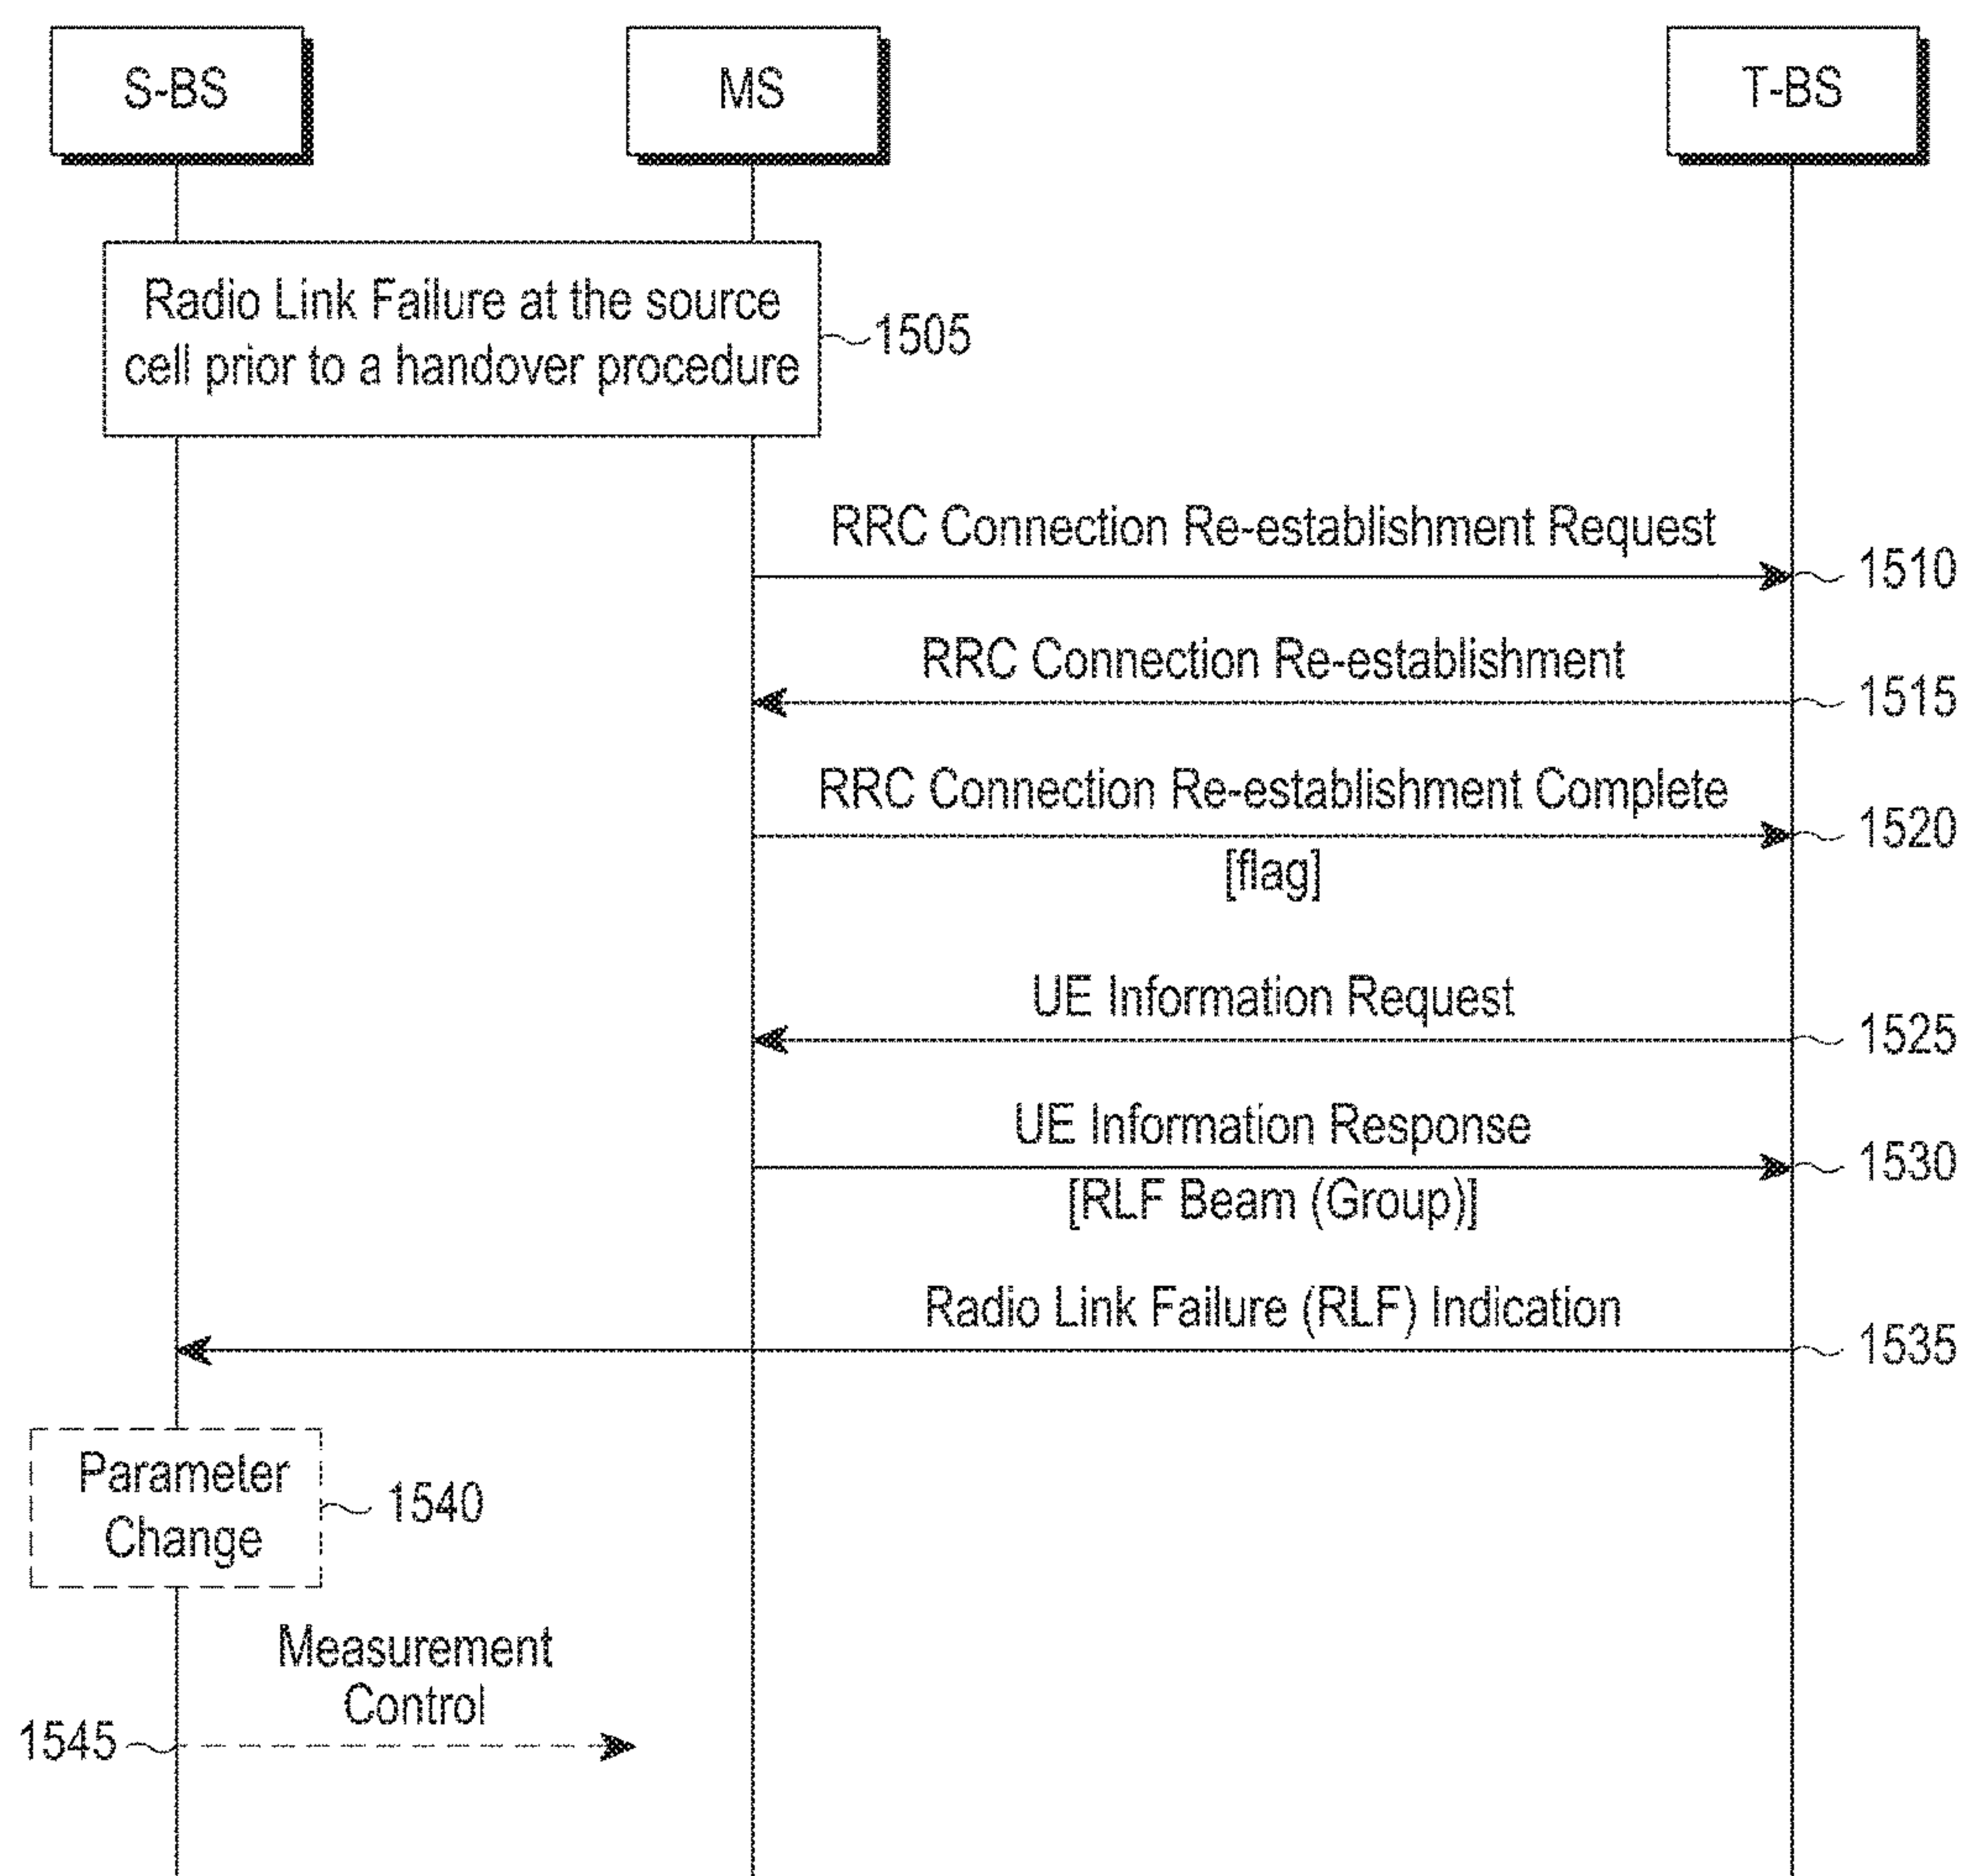 S-BS
MS
T-BS
Radio Link Failure at the source
cell prior to a handover procedure
1505
RRC Connection Re-establishment Request
1510
RRC Connection Re-establishment
1515
RRC Connection Re-establishment Complete
1520
[flag]
UE Information Request
1525
UE Information Response
1530
[RLF Beam (Group)]
Radio Link Failure (RLF) Indication
1535
Parameter
Change
1540
Measurement
Control
1545